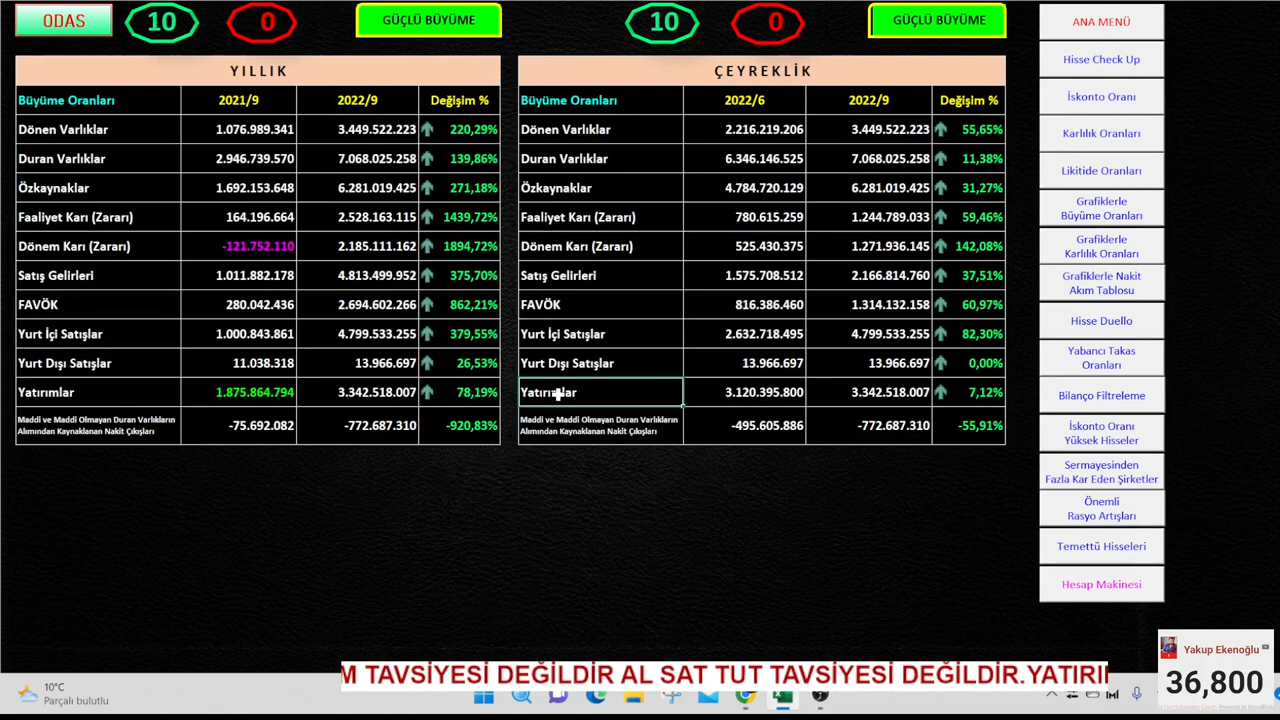 ODAS 10 0 GÜÇLÜ BÜYÜME 10 0 GÜÇLÜ BÜYÜME
YILLIK
Büyüme Oranları 2021/9 2022/9 Değişim %
Dönen Varlıklar 1.076.989.341 3.449.522.223 220,29%
Duran Varlıklar 2.946.739.570 7.068.025.258 139,86%
Özkaynaklar 1.692.153.648 6.281.019.425 271,18%
Faaliyet Karı (Zararı) 164.196.664 2.528.163.115 1439,72%
Dönem Karı (Zararı) -121.752.110 2.185.111.162 1894,72%
Satış Gelirleri 1.011.882.178 4.813.499.952 375,70%
FAVÖK 280.042.436 2.694.602.266 862,21%
Yurt İçi Satışlar 1.000.843.861 4.799.533.255 379,55%
Yurt Dışı Satışlar 11.038.318 13.966.697 26,53%
Yatırımlar 1.875.864.794 3.342.518.007 78,19%
Maddi ve Maddi Olmayan Duran Varlıkların
Alımından Kaynaklanan Nakit Çıkışları -75.692.082 -772.687.310 -920,83%
ÇEYREKLİK
Büyüme Oranları 2022/6 2022/9 Değişim %
Dönen Varlıklar 2.216.219.206 3.449.522.223 55,65%
Duran Varlıklar 6.346.146.525 7.068.025.258 11,38%
Özkaynaklar 4.784.720.129 6.281.019.425 31,27%
Faaliyet Karı (Zararı) 780.615.259 1.244.789.033 59,46%
Dönem Karı (Zararı) 525.430.375 1.271.936.145 142,08%
Satış Gelirleri 1.575.708.512 2.166.814.760 37,51%
FAVÖK 816.386.460 1.314.132.158 60,97%
Yurt İçi Satışlar 2.632.718.495 4.799.533.255 82,30%
Yurt Dışı Satışlar 13.966.697 13.966.697 0,00%
Yatırımlar 3.120.395.800 3.342.518.007 7,12%
Maddi ve Maddi Olmayan Duran Varlıkların
Alımından Kaynaklanan Nakit Çıkışları -495.605.886 -772.687.310 -55,91%
ANA MENÜ
Hisse Check Up
İskonto Oranı
Karlılık Oranları
Likitide Oranları
Grafiklerle
Büyüme Oranları
Grafiklerle
Karlılık Oranları
Grafiklerle Nakit
Akım Tablosu
Hisse Duello
Yabancı Takas
Oranları
Bilanço Filtreleme
İskonto Oranı
Yüksek Hisseler
Sermayesinden
Fazla Kar Eden Şirketler
Önemli
Rasyo Artışları
Temettü Hisseleri
Hesap Makinesi
Yakup Ekenoğlu
36,800
M TAVSİYESİ DEĞİLDİR AL SAT TUT TAVSİYESİ DEĞİLDİR.YATIRI
10°C
Parçalı bulutlu